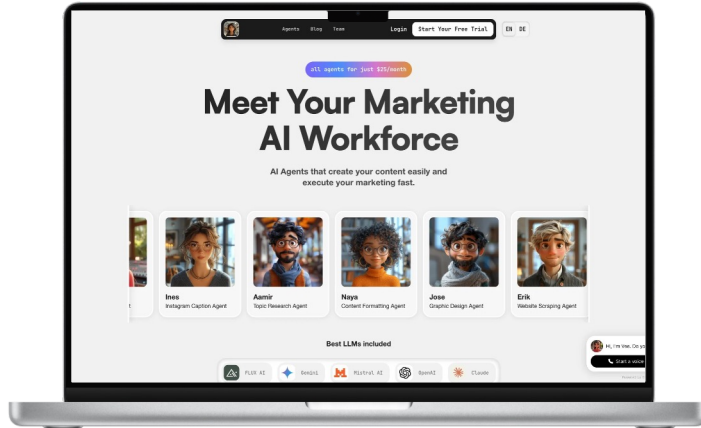 Agents Blog Team Login Start Your Free Trial EN DE
all agents for just $25/month
Meet Your Marketing
AI Workforce
AI Agents that create your content easily and
execute your marketing fast.
Ines
Instagram Caption Agent
Aamir
Topic Research Agent
Naya
Content Formatting Agent
Jose
Graphic Design Agent
Erik
Website Scraping Agent
Best LLMs included
FLUX AI Gemini Mistral AI OpenAI Claude
Hi, I'm Vee. Do yo
Start a voice